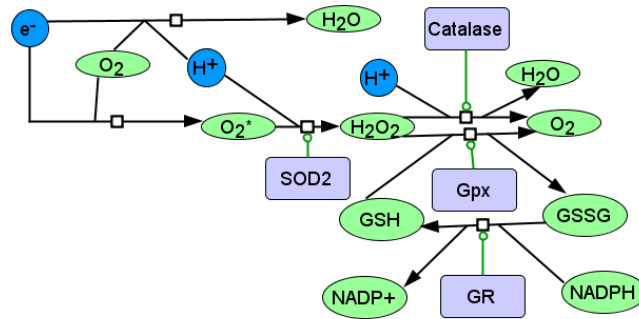 e-
H₂O
Catalase
O₂
H⁺
H⁺
H₂O
O₂*
H₂O₂
O₂
SOD2
Gpx
GSH
GSSG
NADP+
GR
NADPH